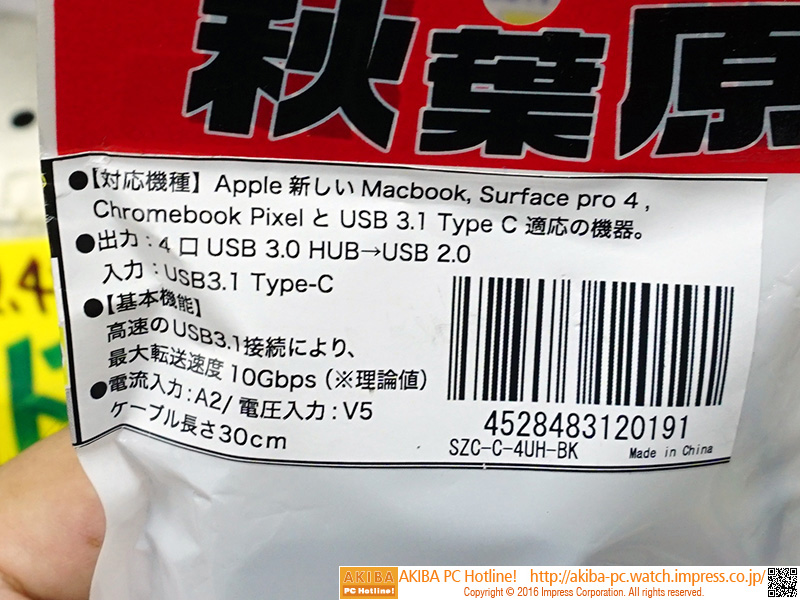 秋葉原
●【対応機種】Apple 新しい Macbook, Surface pro 4 ,
Chromebook Pixel と USB 3.1 Type C 適応の機器。
●出力：4 口 USB 3.0 HUB→USB 2.0
入力：USB3.1 Type-C
●【基本機能】
高速のUSB3.1接続により、
最大転送速度 10Gbps（※理論値）
●電流入力：A2/ 電圧入力：V5
ケーブル長さ30cm
4528483120191
SZC-C-4UH-BK
Made in China
.4
AKIBA
PC Hotline!
AKIBA PC Hotline! http://akiba-pc.watch.impress.co.jp/
Copyright © 2016 Impress Corporation. All rights reserved.